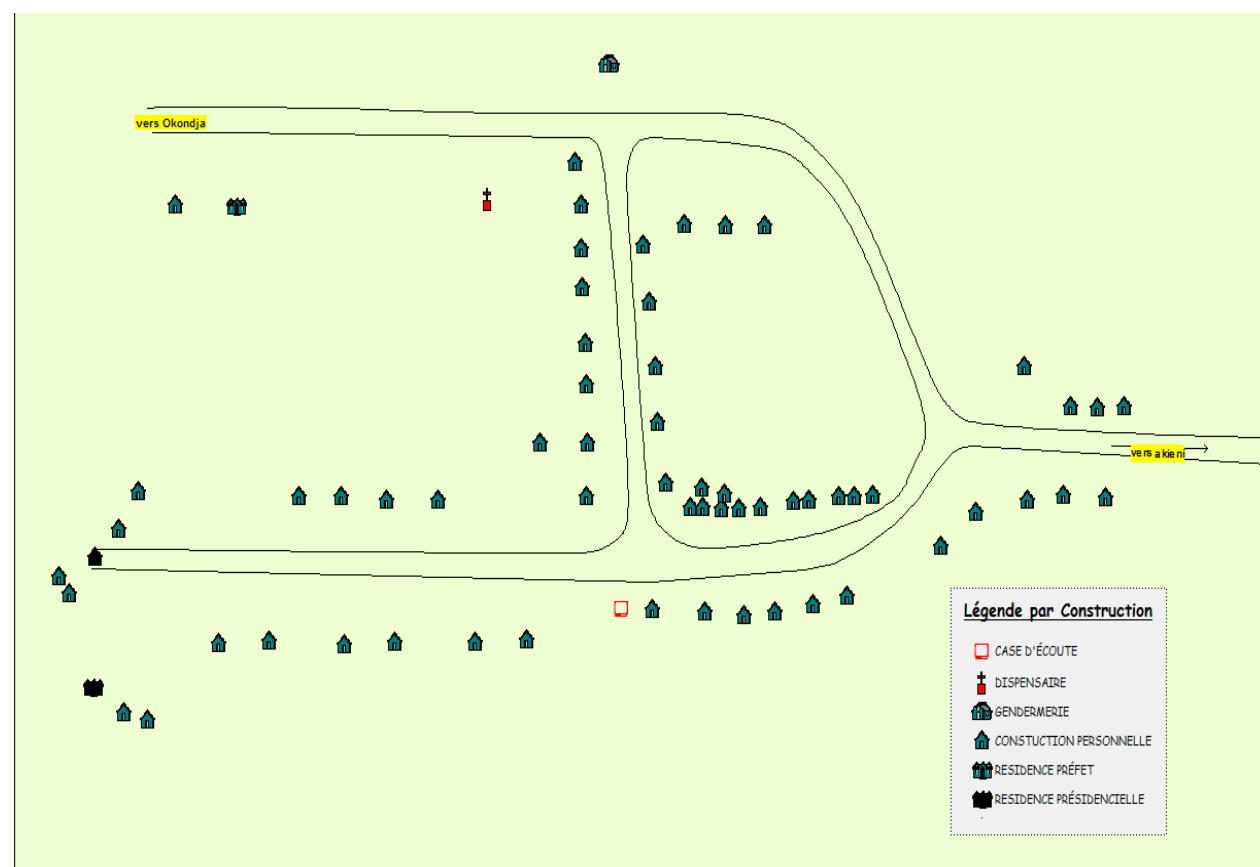 vers Okondja
vers akieni
Légende par Construction
CASE D'ÉCOUTE
DISPENSAIRE
GENDERMERIE
CONSTUCTION PERSONNELLE
RESIDENCE PRÉFET
RESIDENCE PRÉSIDENCIELLE